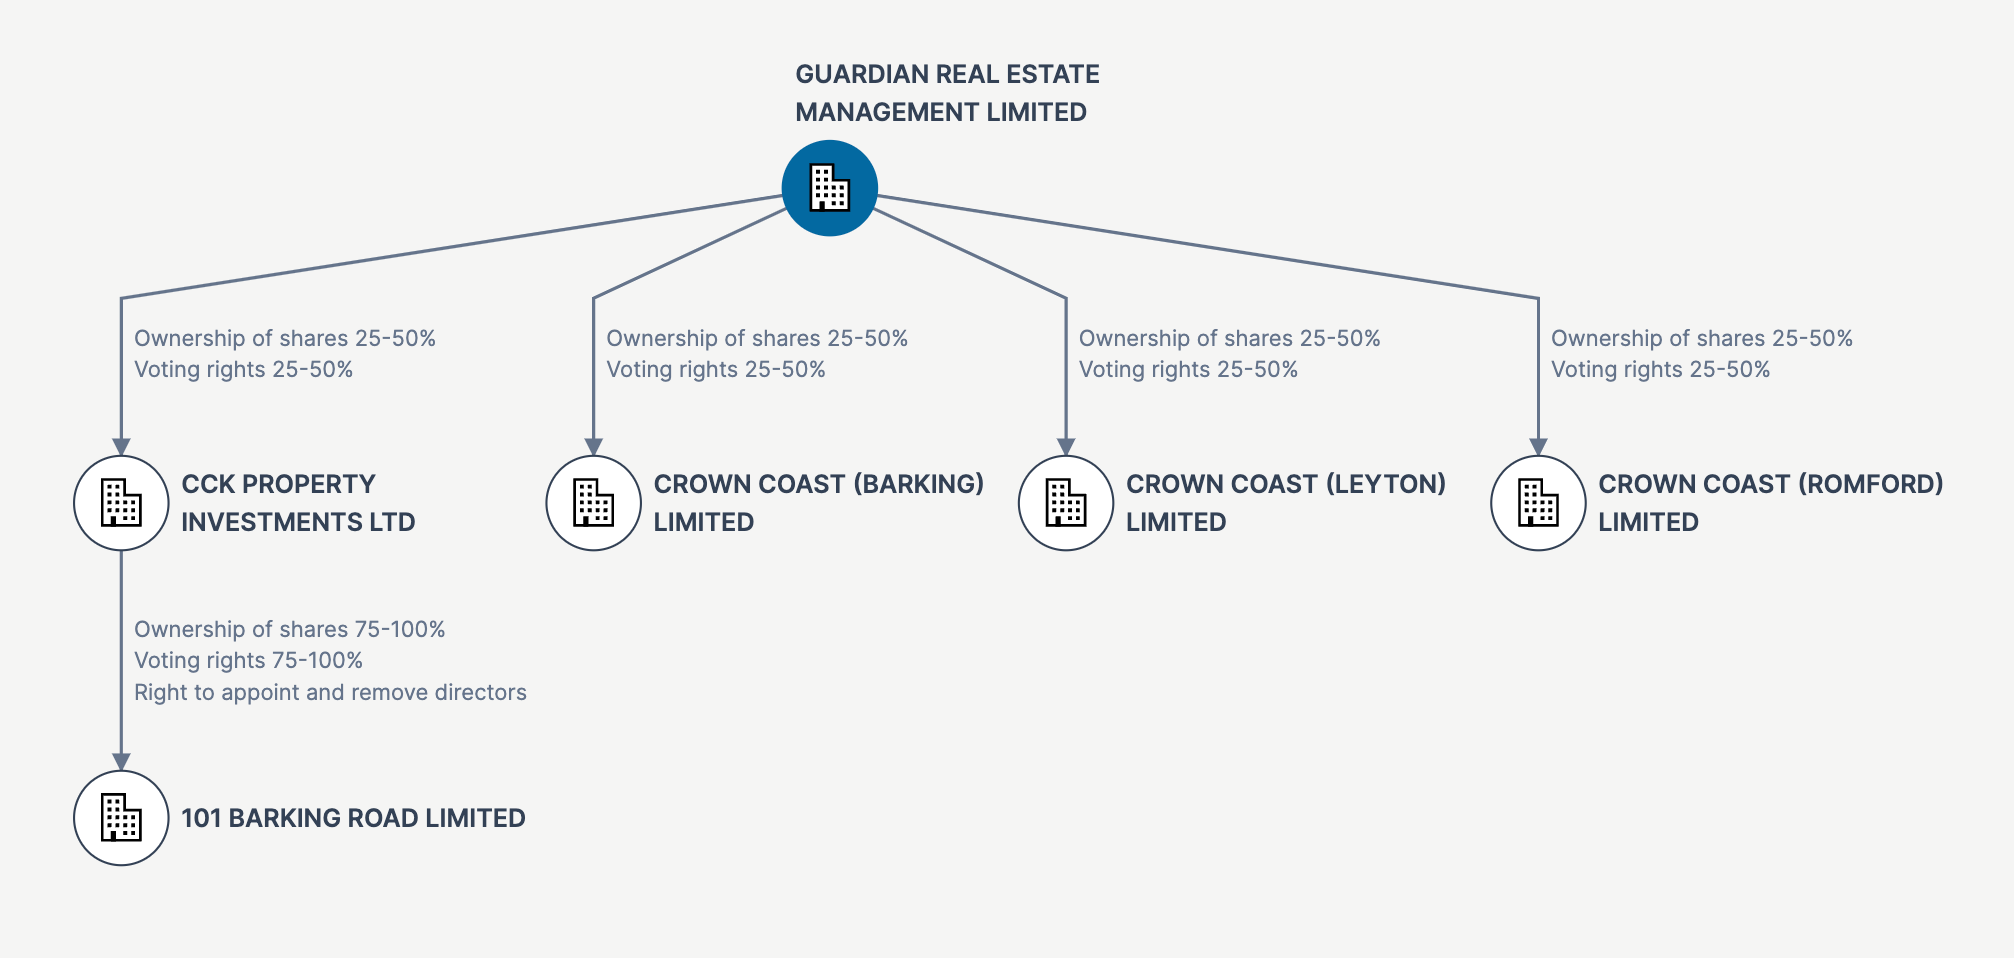 GUARDIAN REAL ESTATE
MANAGEMENT LIMITED
Ownership of shares 25-50%
Voting rights 25-50%
Ownership of shares 25-50%
Voting rights 25-50%
Ownership of shares 25-50%
Voting rights 25-50%
Ownership of shares 25-50%
Voting rights 25-50%
CCK PROPERTY
INVESTMENTS LTD
CROWN COAST (BARKING)
LIMITED
CROWN COAST (LEYTON)
LIMITED
CROWN COAST (ROMFORD)
LIMITED
Ownership of shares 75-100%
Voting rights 75-100%
Right to appoint and remove directors
101 BARKING ROAD LIMITED